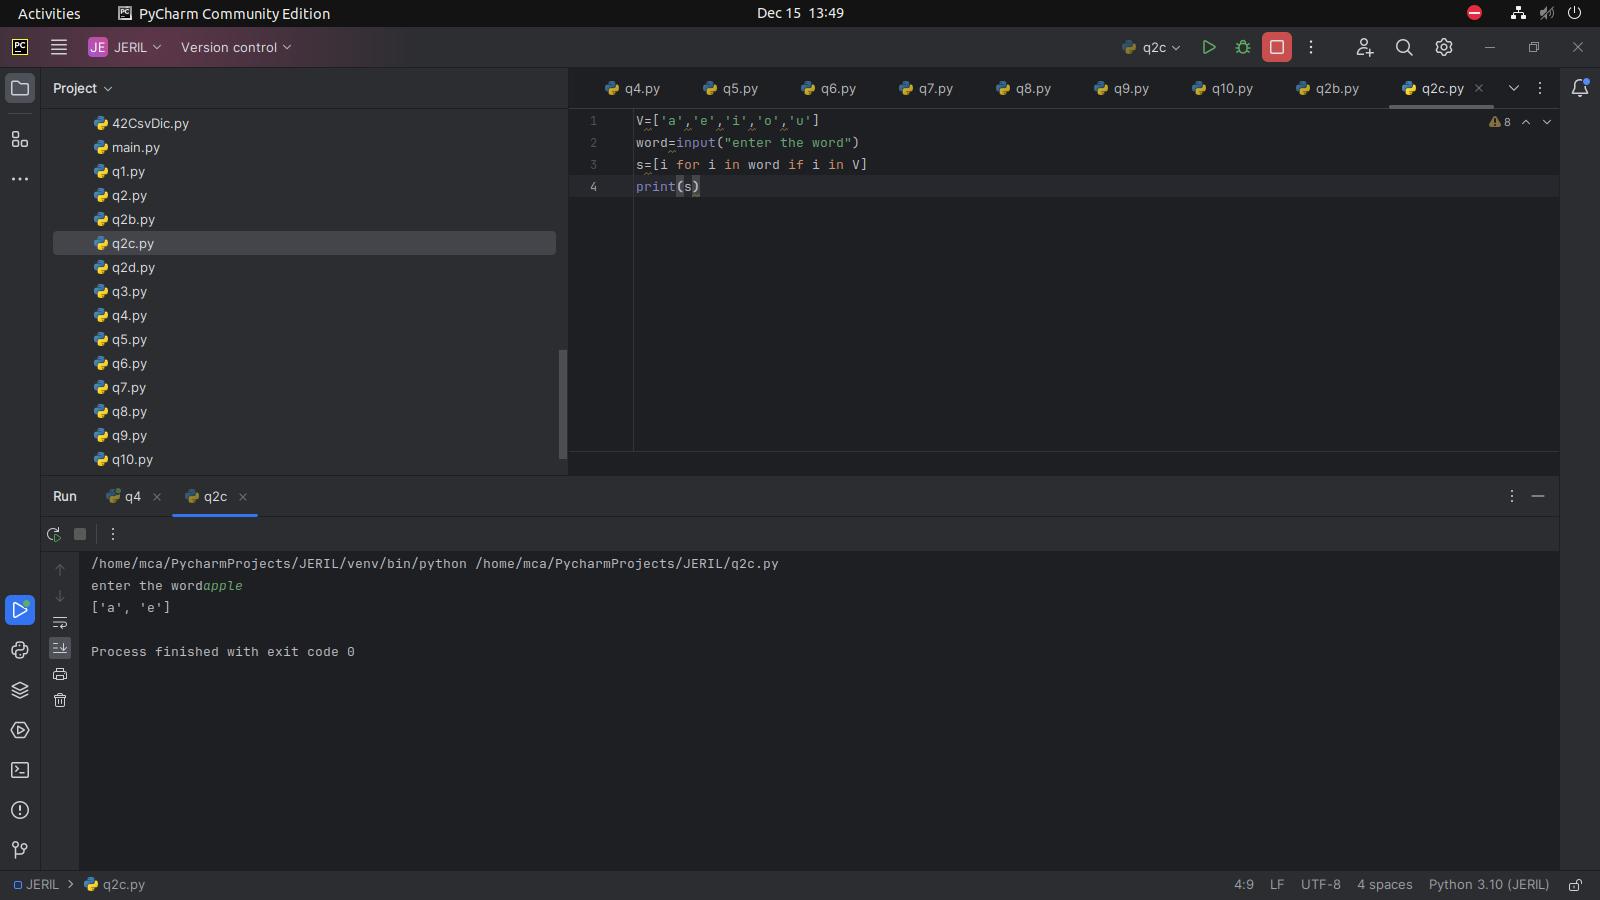 Activities PyCharm Community Edition Dec 15 13:49
PC JE JERIL Version control q2c
Project q4.py q5.py q6.py q7.py q8.py q9.py q10.py q2b.py q2c.py
42CsvDic.py
main.py
q1.py
q2.py
q2b.py
q2c.py
q2d.py
q3.py
q4.py
q5.py
q6.py
q7.py
q8.py
q9.py
q10.py
1 V=['a','e','i','o','u'] 8
2 word=input("enter the word")
3 s=[i for i in word if i in V]
4 print(s)
Run q4 q2c
/home/mca/PycharmProjects/JERIL/venv/bin/python /home/mca/PycharmProjects/JERIL/q2c.py
enter the wordapple
['a', 'e']
Process finished with exit code 0
JERIL q2c.py 4:9 LF UTF-8 4 spaces Python 3.10 (JERIL)